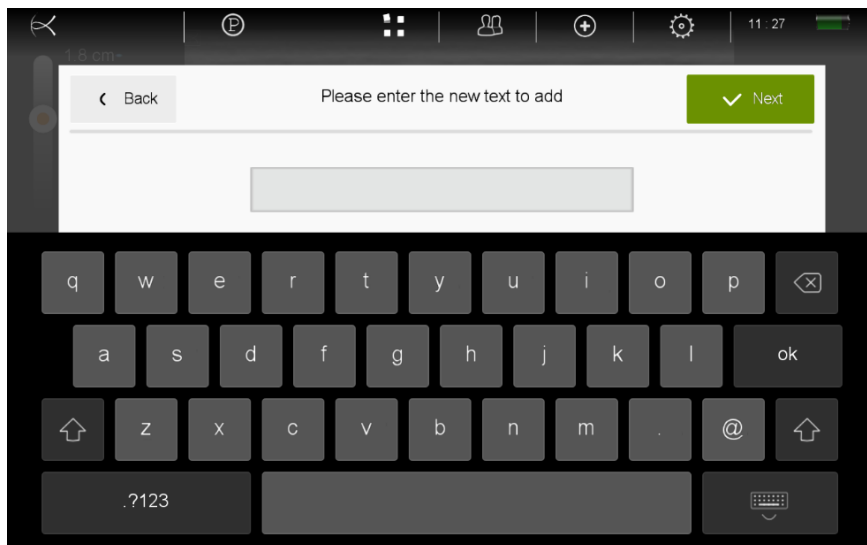 P 11 : 27
1.8 cm
Back Please enter the new text to add Next
q w e r t y u i o p
a s d f g h j k l ok
z x c v b n m . @
.?123